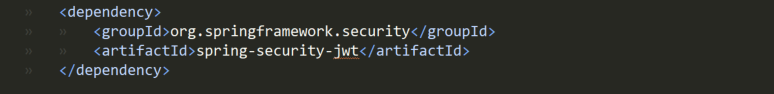 <dependency>
<groupId>org.springframework.security</groupId>
<artifactId>spring-security-jwt</artifactId>
</dependency>